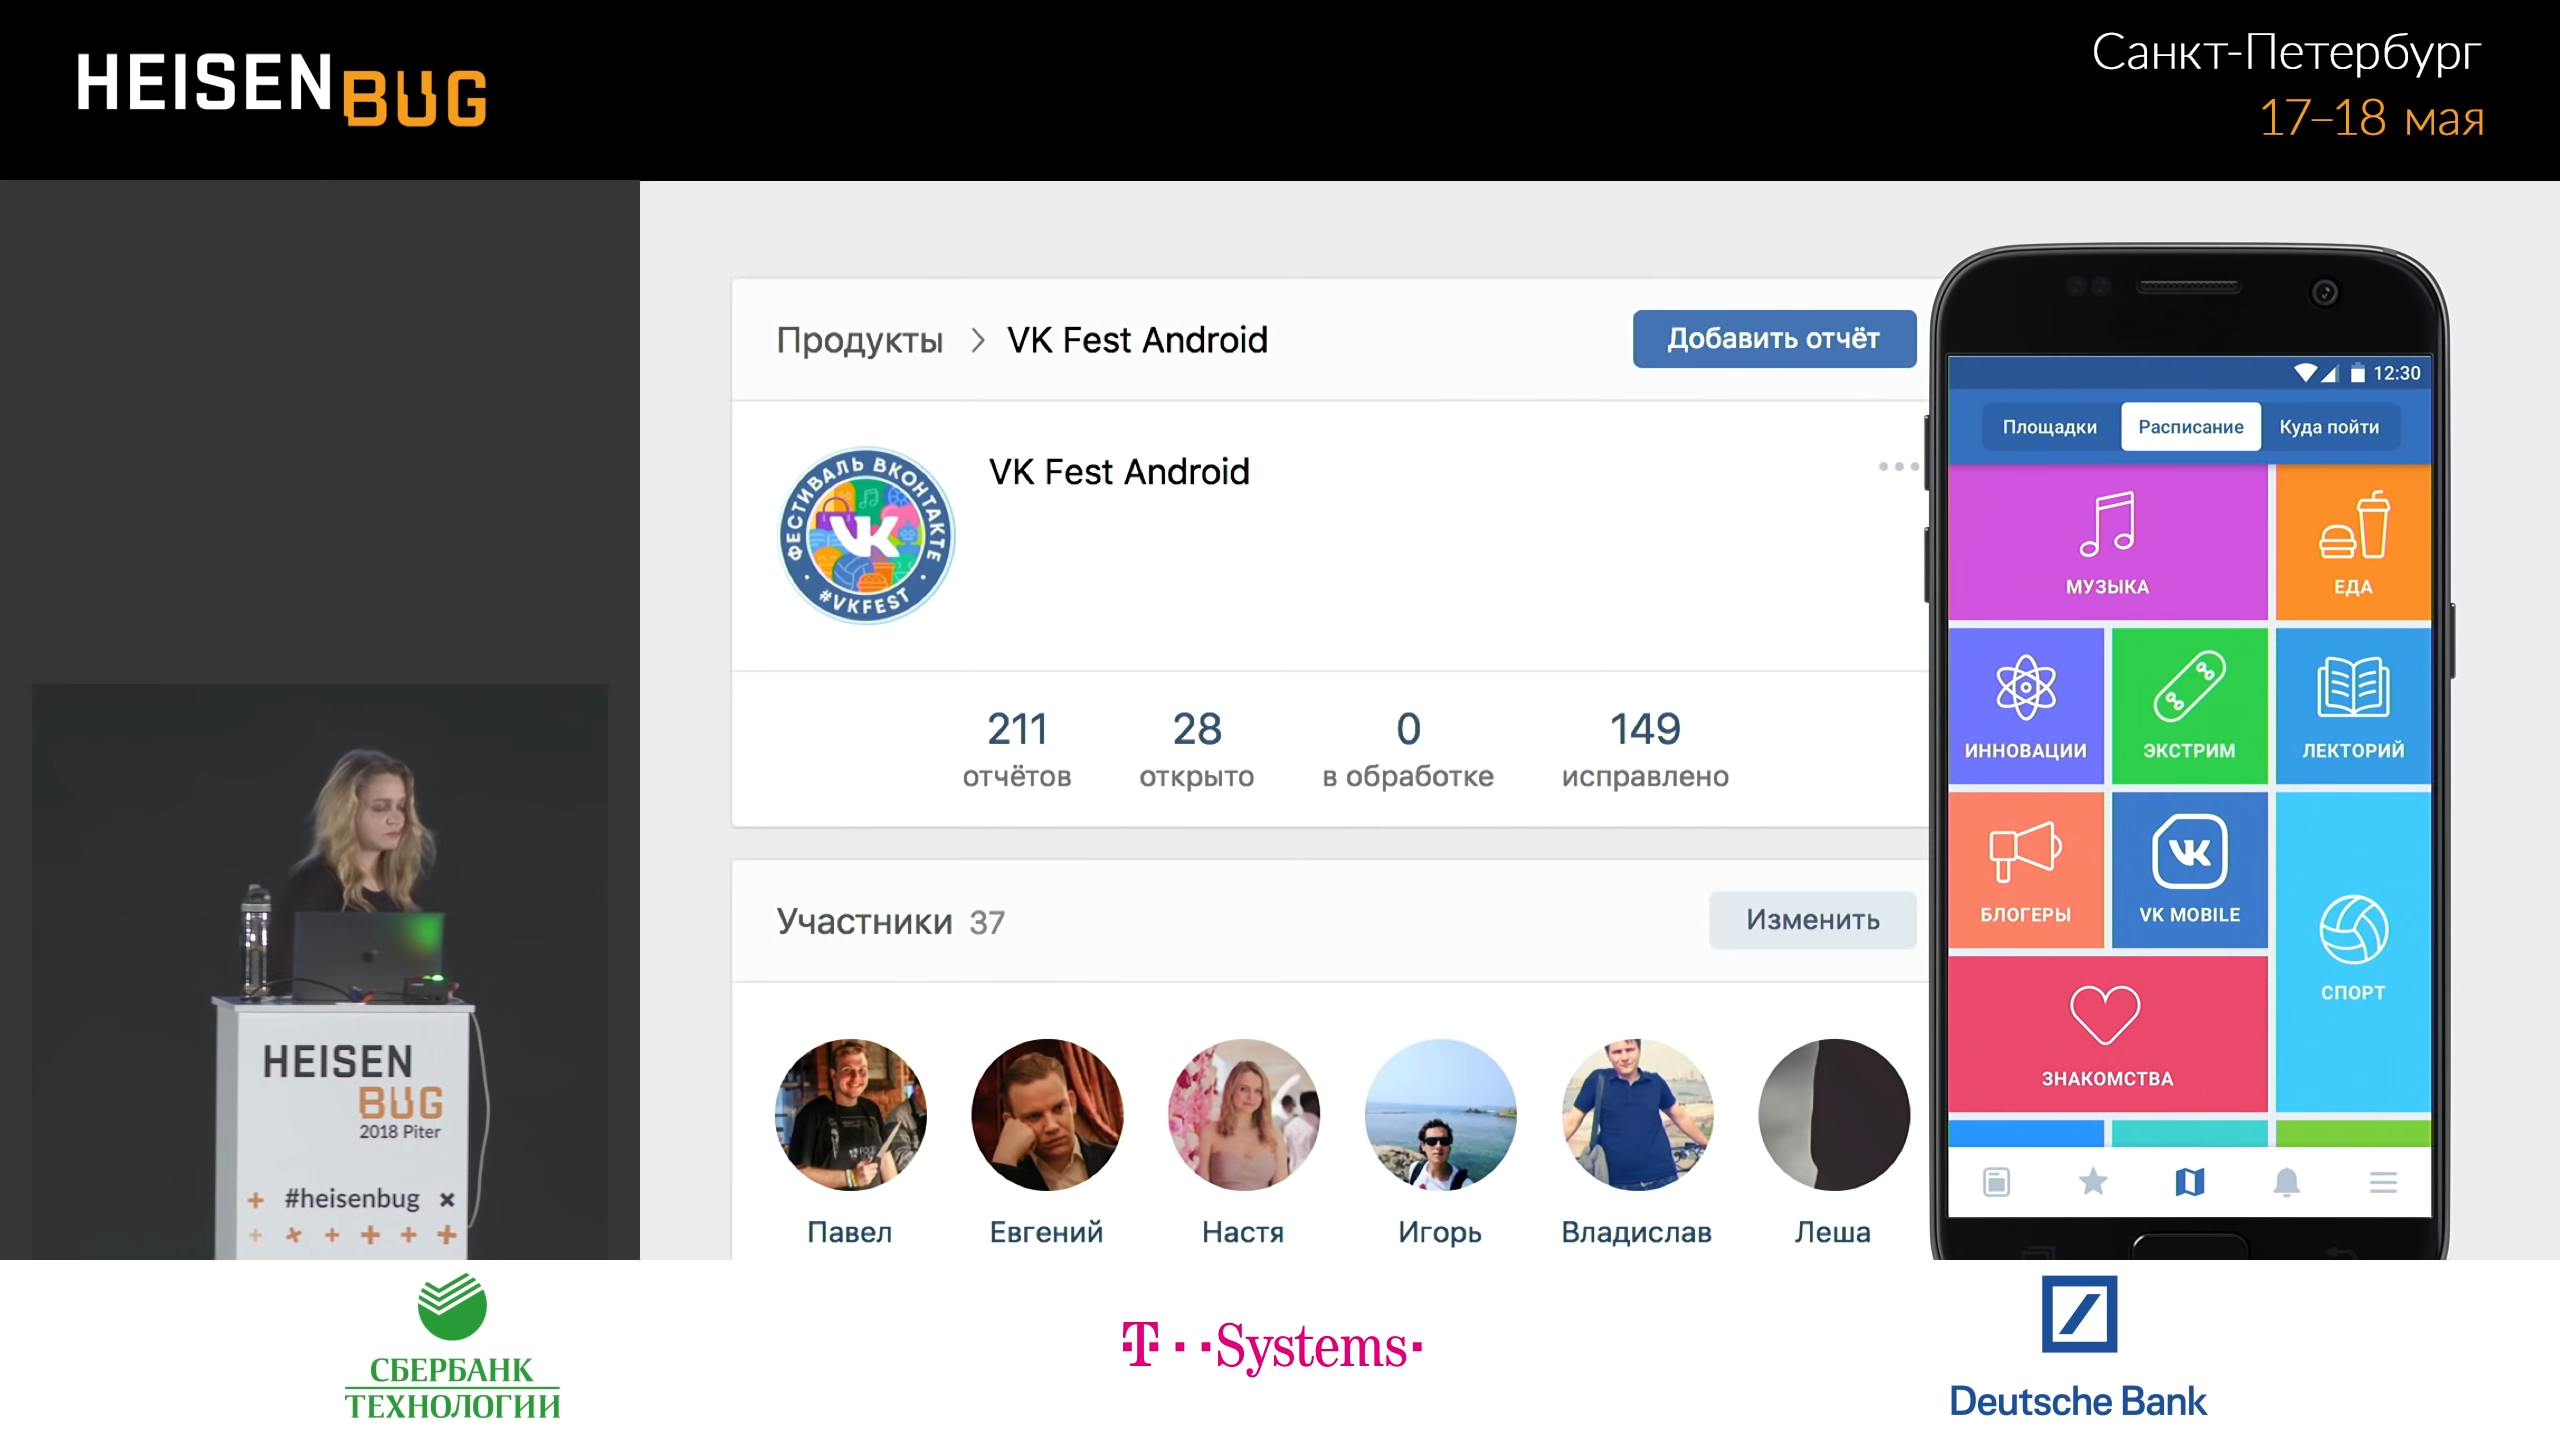 HEISENBUG
Санкт-Петербург
17–18 мая
Продукты > VK Fest Android
Добавить отчёт
VK Fest Android
ФЕСТИВАЛЬ ВКОНТАКТЕ
VK
#VKFEST
211
отчётов
28
открыто
0
в обработке
149
исправлено
Участники 37
Изменить
Павел
Евгений
Настя
Игорь
Владислав
Леша
12:30
Площадки
Расписание
Куда пойти
МУЗЫКА
ЕДА
ИННОВАЦИИ
ЭКСТРИМ
ЛЕКТОРИЙ
БЛОГЕРЫ
VK
VK MOBILE
СПОРТ
ЗНАКОМСТВА
HEISEN
BUG
2018 Piter
#heisenbug
СБЕРБАНК
ТЕХНОЛОГИИ
T··Systems·
Deutsche Bank